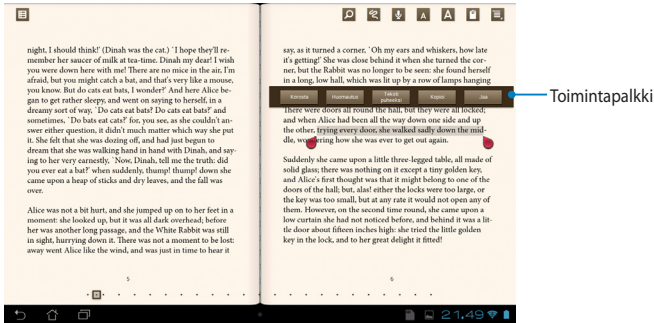 night, I should think!' (Dinah was the cat.) `I hope they'll re-
member her saucer of milk at tea-time. Dinah my dear! I wish
you were down here with me! There are no mice in the air, I'm
afraid, but you might catch a bat, and that's very like a mouse,
you know. But do cats eat bats, I wonder?' And here Alice be-
gan to get rather sleepy, and went on saying to herself, in a
dreamy sort of way, `Do cats eat bats? Do cats eat bats?' and
sometimes, `Do bats eat cats?' for, you see, as she couldn't an-
swer either question, it didn't much matter which way she put
it. She felt that she was dozing off, and had just begun to
dream that she was walking hand in hand with Dinah, and say-
ing to her very earnestly, `Now, Dinah, tell me the truth: did
you ever eat a bat?' when suddenly, thump! thump! down she
came upon a heap of sticks and dry leaves, and the fall was
over.
Alice was not a bit hurt, and she jumped up on to her feet in a
moment: she looked up, but it was all dark overhead; before
her was another long passage, and the White Rabbit was still
in sight, hurrying down it. There was not a moment to be lost:
away went Alice like the wind, and was just in time to hear it
5
say, as it turned a corner, `Oh my ears and whiskers, how late
it's getting!' She was close behind it when she turned the cor-
ner, but the Rabbit was no longer to be seen: she found herself
in a long, low hall, which was lit up by a row of lamps hanging
Korosta
Huomautus
Teksti
puheeksi
Kopioi
Jaa
Toimintapalkki
There were doors all round the hall, but they were all locked;
and when Alice had been all the way down one side and up
the other, trying every door, she walked sadly down the mid-
dle, wondering how she was ever to get out again.
Suddenly she came upon a little three-legged table, all made of
solid glass; there was nothing on it except a tiny golden key,
and Alice's first thought was that it might belong to one of the
doors of the hall; but, alas! either the locks were too large, or
the key was too small, but at any rate it would not open any of
them. However, on the second time round, she came upon a
low curtain she had not noticed before, and behind it was a lit-
tle door about fifteen inches high: she tried the little golden
key in the lock, and to her great delight it fitted!
6
21.49